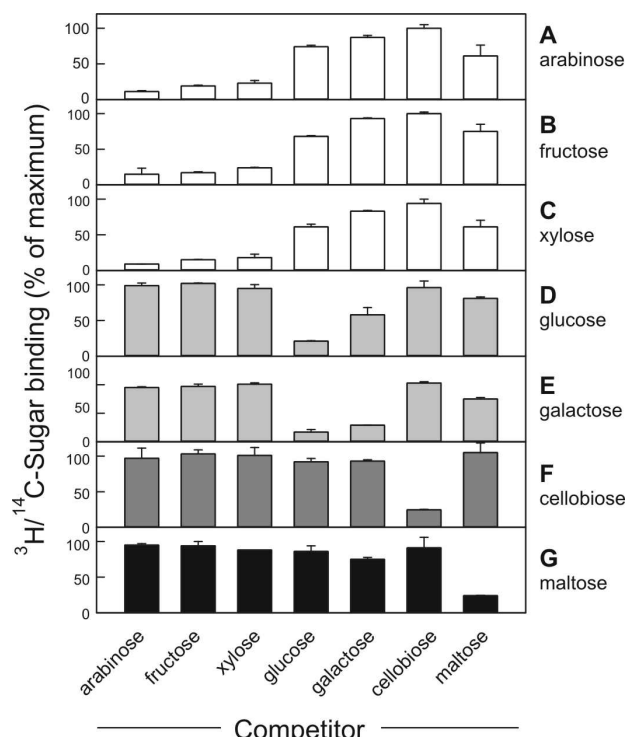 ³H/¹⁴C-Sugar binding (% of maximum)
100
50
0
A
arabinose
100
50
0
B
fructose
100
50
0
C
xylose
100
50
0
D
glucose
100
50
0
E
galactose
100
50
0
F
cellobiose
100
50
0
G
maltose
arabinose
fructose
xylose
glucose
galactose
cellobiose
maltose
Competitor